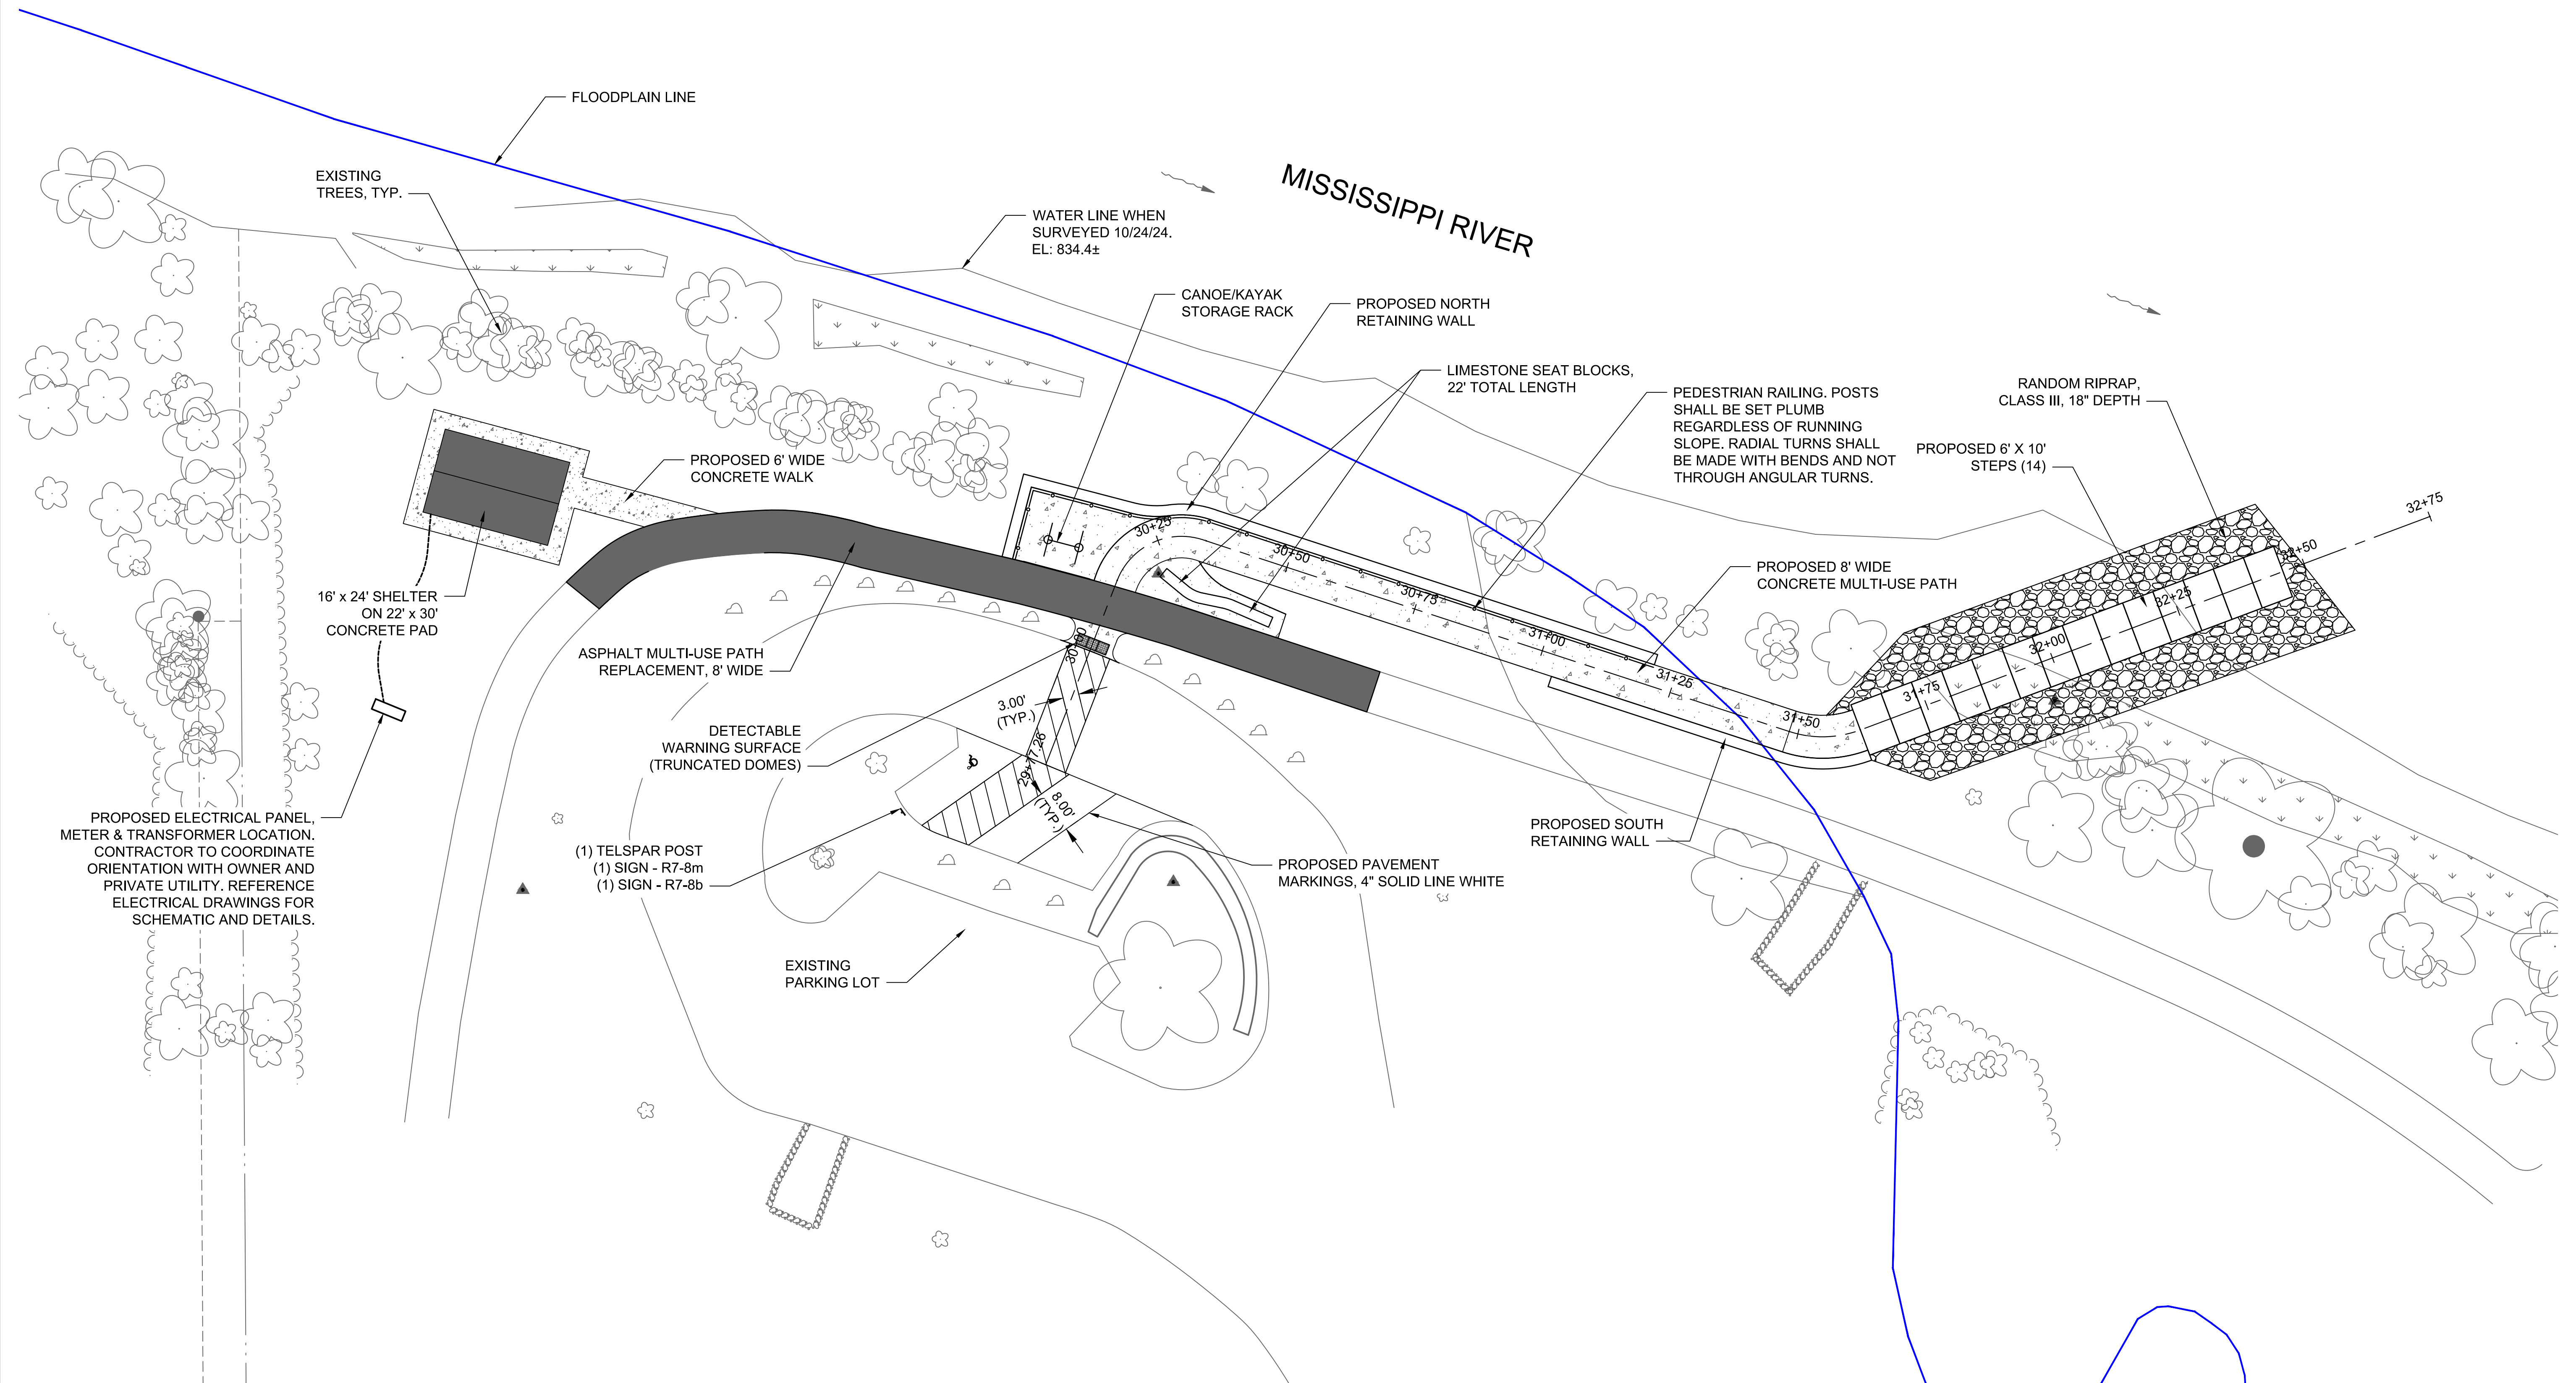 FLOODPLAIN LINE
EXISTING
TREES, TYP.
WATER LINE WHEN
SURVEYED 10/24/24.
EL: 834.4±
MISSISSIPPI RIVER
CANOE/KAYAK
STORAGE RACK
PROPOSED NORTH
RETAINING WALL
LIMESTONE SEAT BLOCKS,
22' TOTAL LENGTH
PEDESTRIAN RAILING. POSTS
SHALL BE SET PLUMB
REGARDLESS OF RUNNING
SLOPE. RADIAL TURNS SHALL
BE MADE WITH BENDS AND NOT
THROUGH ANGULAR TURNS.
RANDOM RIPRAP,
CLASS III, 18" DEPTH
PROPOSED 6' X 10'
STEPS (14)
PROPOSED 6' WIDE
CONCRETE WALK
PROPOSED 8' WIDE
CONCRETE MULTI-USE PATH
16' x 24' SHELTER
ON 22' x 30'
CONCRETE PAD
ASPHALT MULTI-USE PATH
REPLACEMENT, 8' WIDE
29+77.26
30+00
30+25
30+50
30+75
31+00
31+25
31+50
31+75
32+00
32+25
32+50
32+75
3.00'
(TYP.)
8.00'
(TYP.)
DETECTABLE
WARNING SURFACE
(TRUNCATED DOMES)
PROPOSED ELECTRICAL PANEL,
METER & TRANSFORMER LOCATION.
CONTRACTOR TO COORDINATE
ORIENTATION WITH OWNER AND
PRIVATE UTILITY. REFERENCE
ELECTRICAL DRAWINGS FOR
SCHEMATIC AND DETAILS.
(1) TELSPAR POST
(1) SIGN - R7-8m
(1) SIGN - R7-8b
PROPOSED PAVEMENT
MARKINGS, 4" SOLID LINE WHITE
PROPOSED SOUTH
RETAINING WALL
EXISTING
PARKING LOT